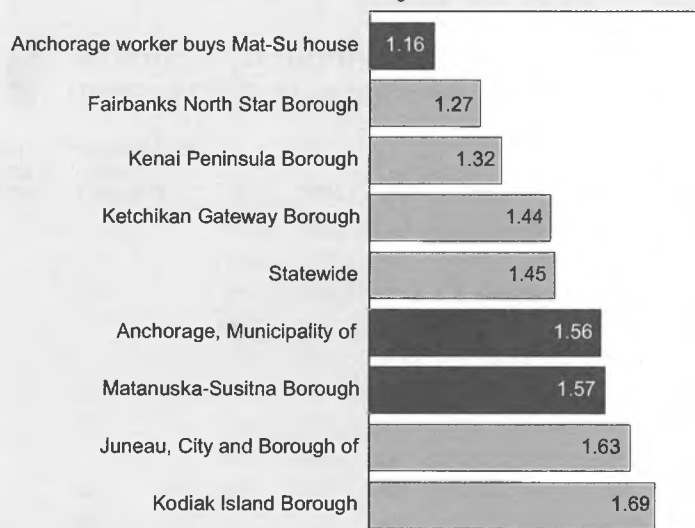 Anchorage worker buys Mat-Su house 1.16
Fairbanks North Star Borough 1.27
Kenai Peninsula Borough 1.32
Ketchikan Gateway Borough 1.44
Statewide 1.45
Anchorage, Municipality of 1.56
Matanuska-Susitna Borough 1.57
Juneau, City and Borough of 1.63
Kodiak Island Borough 1.69